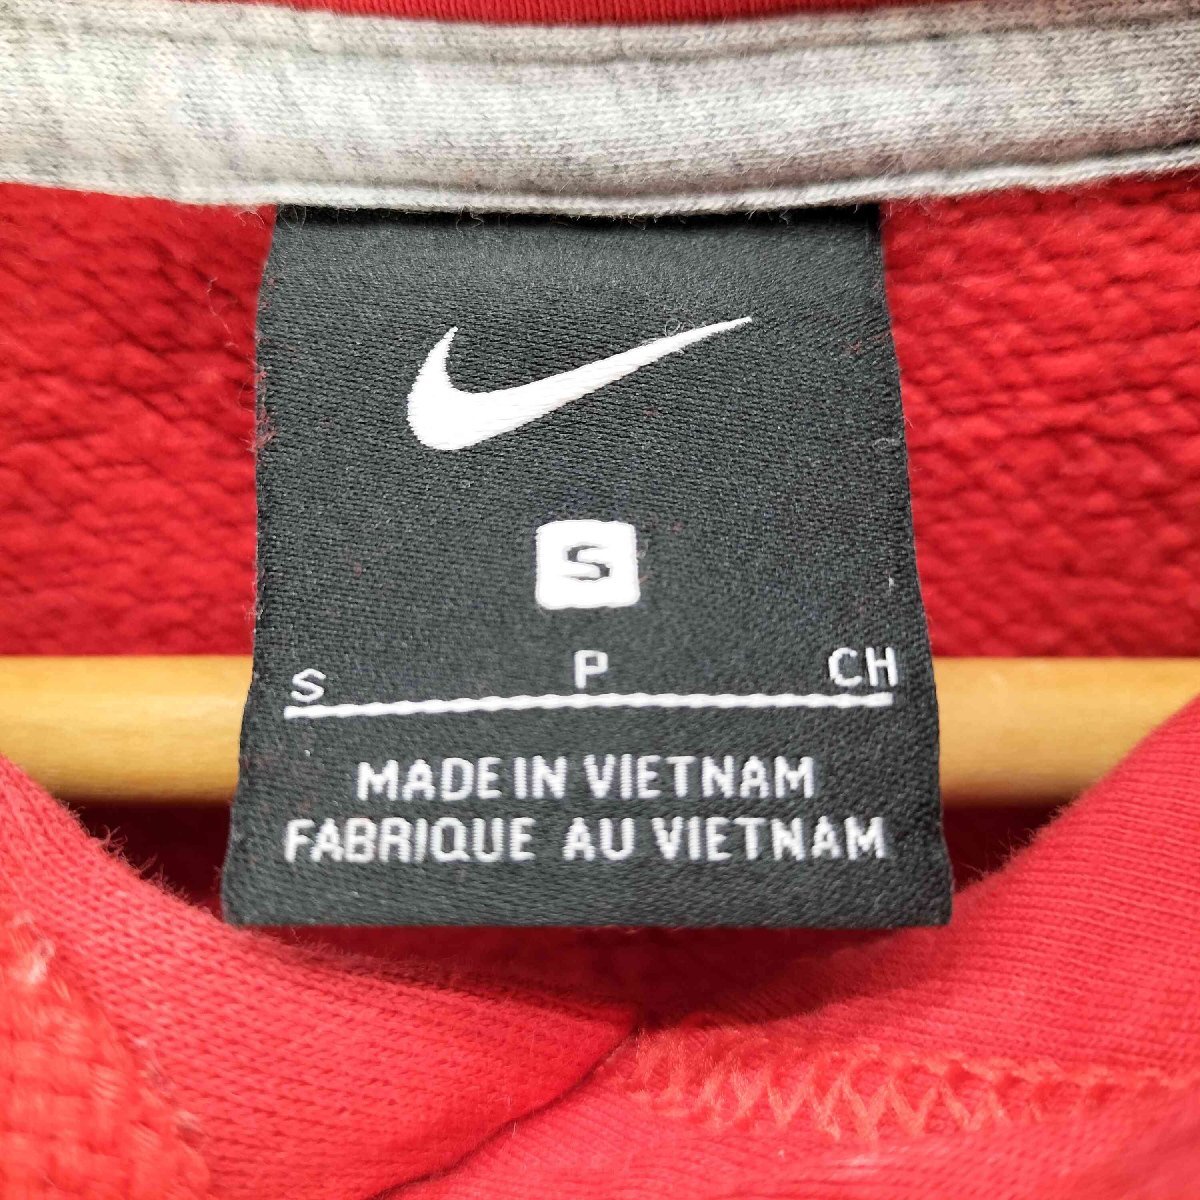 S
S P CH
MADE IN VIETNAM
FABRIQUE AU VIETNAM